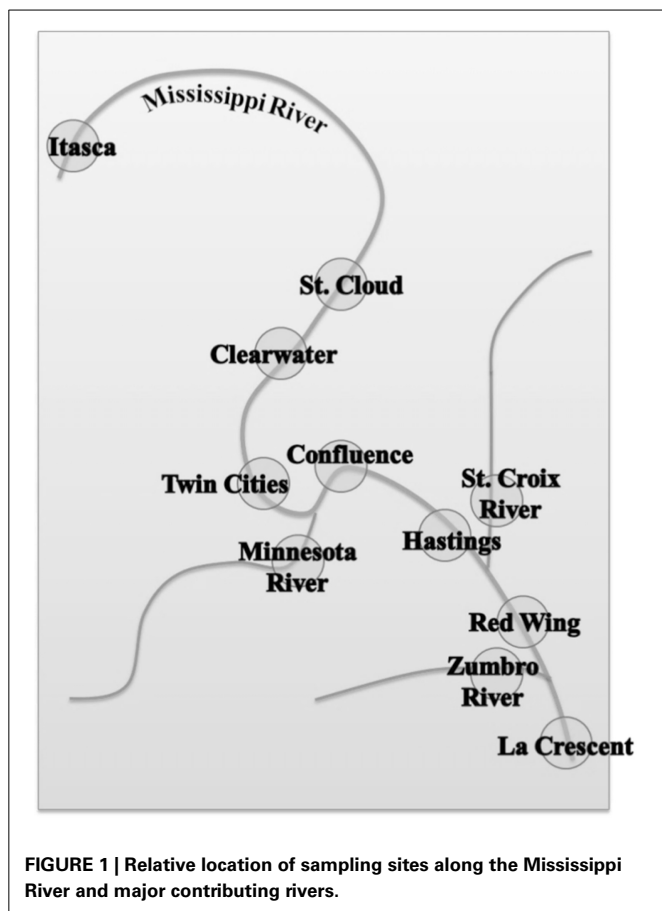 Mississippi River
Itasca
St. Cloud
Clearwater
Confluence
Twin Cities
St. Croix
River
Hastings
Minnesota
River
Red Wing
Zumbro
River
La Crescent
FIGURE 1 | Relative location of sampling sites along the Mississippi
River and major contributing rivers.